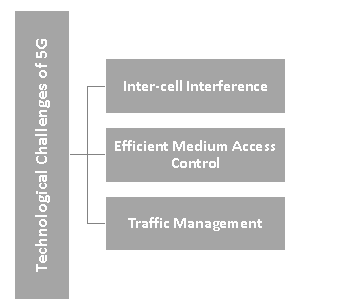 Technological Challenges of 5G
Inter-cell Interference
Efficient Medium Access
Control
Traffic Management